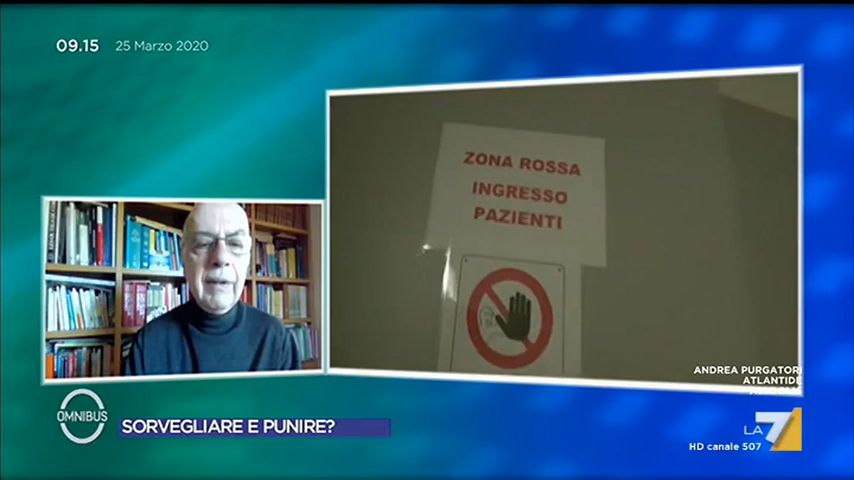 09.15 25 Marzo 2020
ZONA ROSSA
INGRESSO
PAZIENTI
ANDREA PURGATORI
ATLANTIDE
OMNIBUS
SORVEGLIARE E PUNIRE?
LA7
HD canale 507